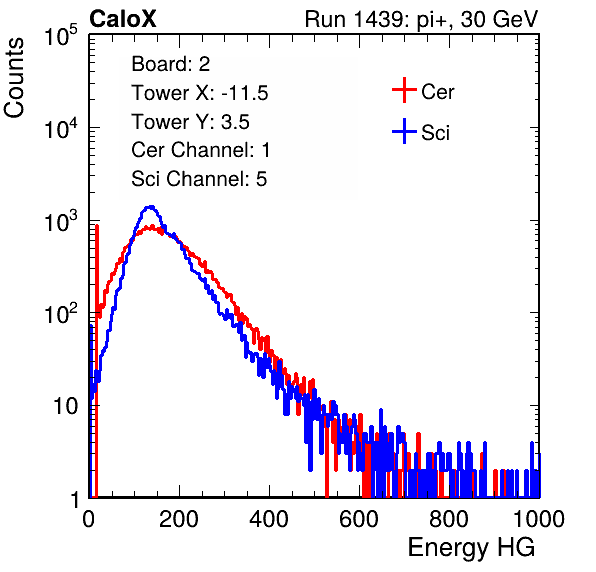 CaloX Run 1439: pi+, 30 GeV
Board: 2
Tower X: -11.5
Tower Y: 3.5
Cer Channel: 1
Sci Channel: 5
Cer
Sci
Counts
10^5
10^4
10^3
10^2
10
1
0 200 400 600 800 1000
Energy HG